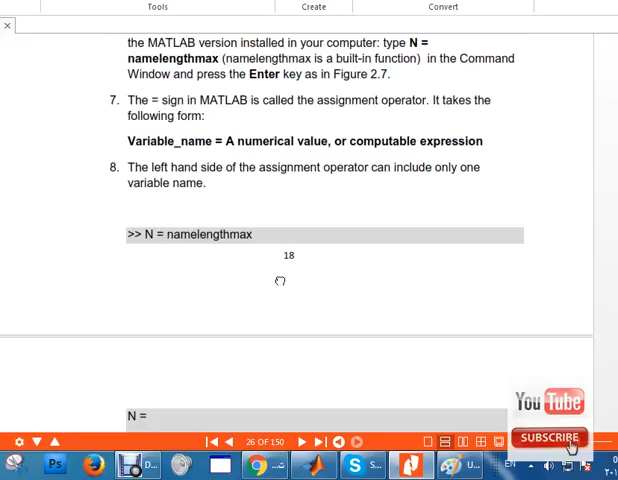 Tools Create Convert
the MATLAB version installed in your computer: type N =
namelengthmax (namelengthmax is a built-in function) in the Command
Window and press the Enter key as in Figure 2.7.
7. The = sign in MATLAB is called the assignment operator. It takes the
following form:
Variable_name = A numerical value, or computable expression
8. The left hand side of the assignment operator can include only one
variable name.
>> N = namelengthmax
18
N =
You Tube
SUBSCRIBE
26 OF 150
Ps D... ت... S S... U... EN